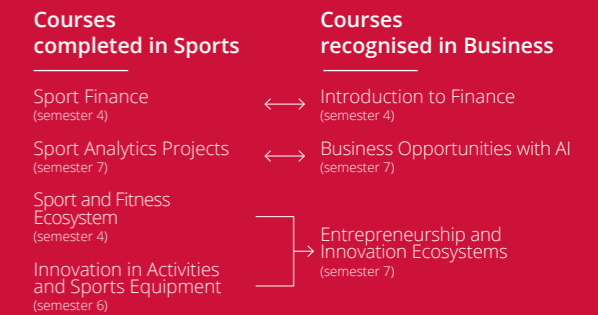 Courses
completed in Sports
Courses
recognised in Business
Sport Finance
(semester 4)
Introduction to Finance
(semester 4)
Sport Analytics Projects
(semester 7)
Business Opportunities with AI
(semester 7)
Sport and Fitness
Ecosystem
(semester 4)
Innovation in Activities
and Sports Equipment
(semester 6)
Entrepreneurship and
Innovation Ecosystems
(semester 7)